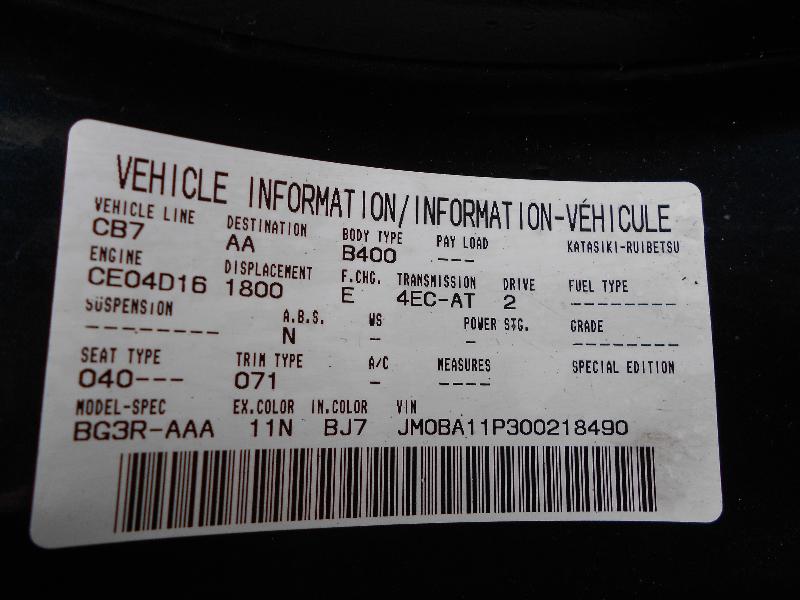 VEHICLE INFORMATION/INFORMATION-VÉHICULE
VEHICLE LINE DESTINATION BODY TYPE PAY LOAD KATASIKI-RUIBETSU
CB7 AA B400 ---
ENGINE DISPLACEMENT F.CHG. TRANSMISSION DRIVE FUEL TYPE
CE04D16 1800 E 4EC-AT 2 ----------
SUSPENSION A.B.S. WS POWER STG. GRADE
--------- N - - ----------
SEAT TYPE TRIM TYPE A/C MEASURES SPECIAL EDITION
040--- 071 - ----
MODEL-SPEC EX.COLOR IN.COLOR VIN
BG3R-AAA 11N BJ7 JM0BA11P300218490